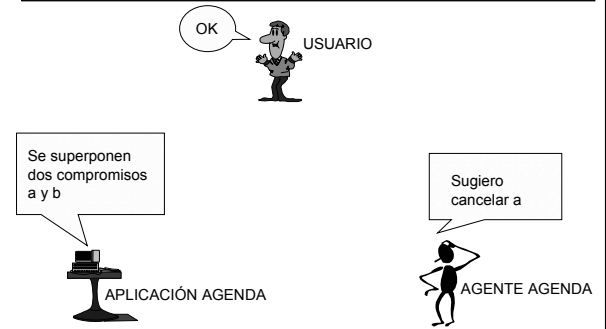 OK
USUARIO
Se superponen
dos compromisos
a y b
APLICACIÓN AGENDA
Sugiero
cancelar a
AGENTE AGENDA